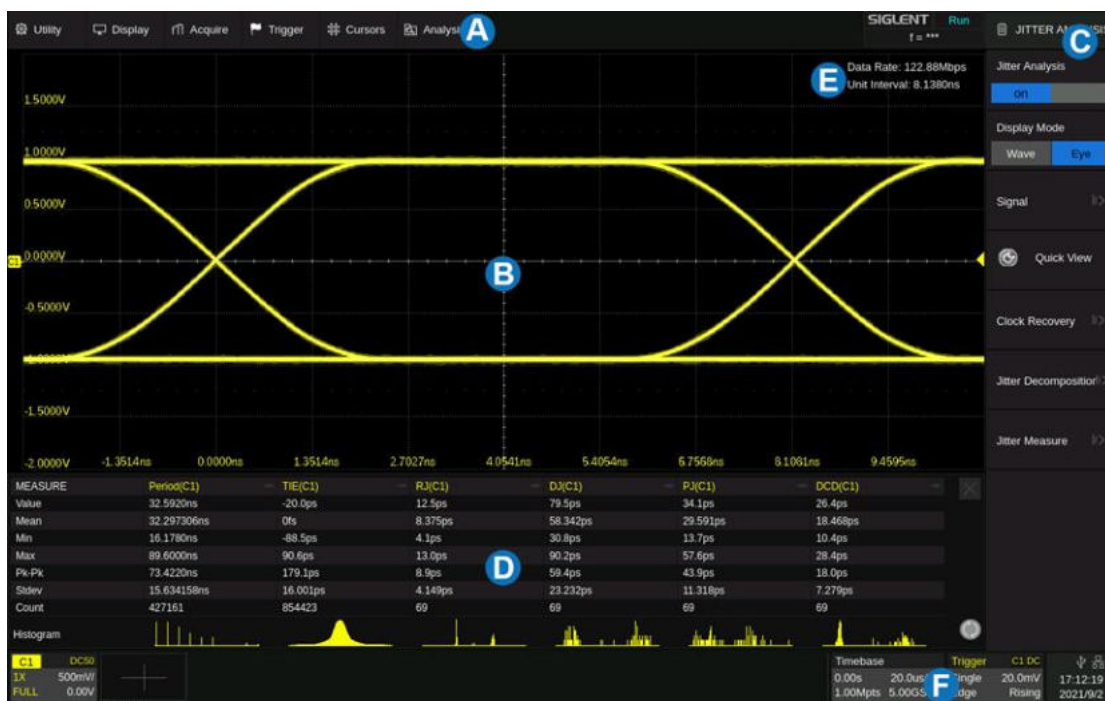 Utility Display Acquire Trigger Cursors Analysis A SIGLENT Run
f = ***
JITTER ANALYSIS C
E Data Rate: 122.88Mbps
Unit Interval: 8.1380ns
Jitter Analysis
on
Display Mode
Wave Eye
Signal
Quick View
Clock Recovery
Jitter Decomposition
Jitter Measure
1.5000V
1.0000V
0.5000V
C1 0.0000V
B
-0.5000V
-1.0000V
-1.5000V
-2.0000V -1.3514ns 0.0000ns 1.3514ns 2.7027ns 4.0541ns 5.4054ns 6.7568ns 8.1081ns 9.4595ns
MEASURE Period(C1) TIE(C1) RJ(C1) DJ(C1) PJ(C1) DCD(C1)
Value 32.5920ns -20.0ps 12.5ps 79.5ps 34.1ps 26.4ps
Mean 32.297306ns 0fs 8.375ps 58.342ps 29.591ps 18.468ps
Min 16.1780ns -88.5ps 4.1ps 30.8ps 13.7ps 10.4ps
Max 89.6000ns 90.6ps 13.0ps 90.2ps 57.6ps 28.4ps
D
Pk-Pk 73.4220ns 179.1ps 8.9ps 59.4ps 43.9ps 18.0ps
Stdev 15.634158ns 16.001ps 4.149ps 23.232ps 11.318ps 7.279ps
Count 427161 854423 69 69 69 69
Histogram
C1 DC50
1X 500mV/
FULL 0.00V
Timebase
0.00s 20.0us
1.00Mpts 5.00GS
F
Trigger C1 DC
Single 20.0mV
Edge Rising
17:12:19
2021/9/2